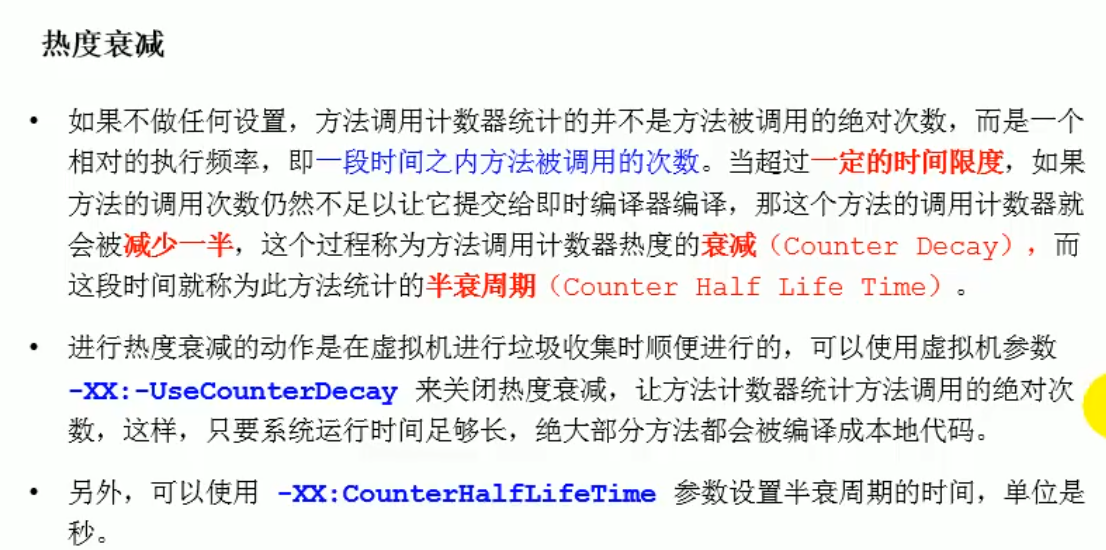 热度衰减
• 如果不做任何设置，方法调用计数器统计的并不是方法被调用的绝对次数，而是一个
相对的执行频率，即一段时间之内方法被调用的次数。当超过一定的时间限度，如果
方法的调用次数仍然不足以让它提交给即时编译器编译，那这个方法的调用计数器就
会被减少一半，这个过程称为方法调用计数器热度的衰减（Counter Decay），而
这段时间就称为此方法统计的半衰周期（Counter Half Life Time）。
• 进行热度衰减的动作是在虚拟机进行垃圾收集时顺便进行的，可以使用虚拟机参数
-XX:-UseCounterDecay 来关闭热度衰减，让方法计数器统计方法调用的绝对次
数，这样，只要系统运行时间足够长，绝大部分方法都会被编译成本地代码。
• 另外，可以使用 -XX:CounterHalfLifeTime 参数设置半衰周期的时间，单位是
秒。